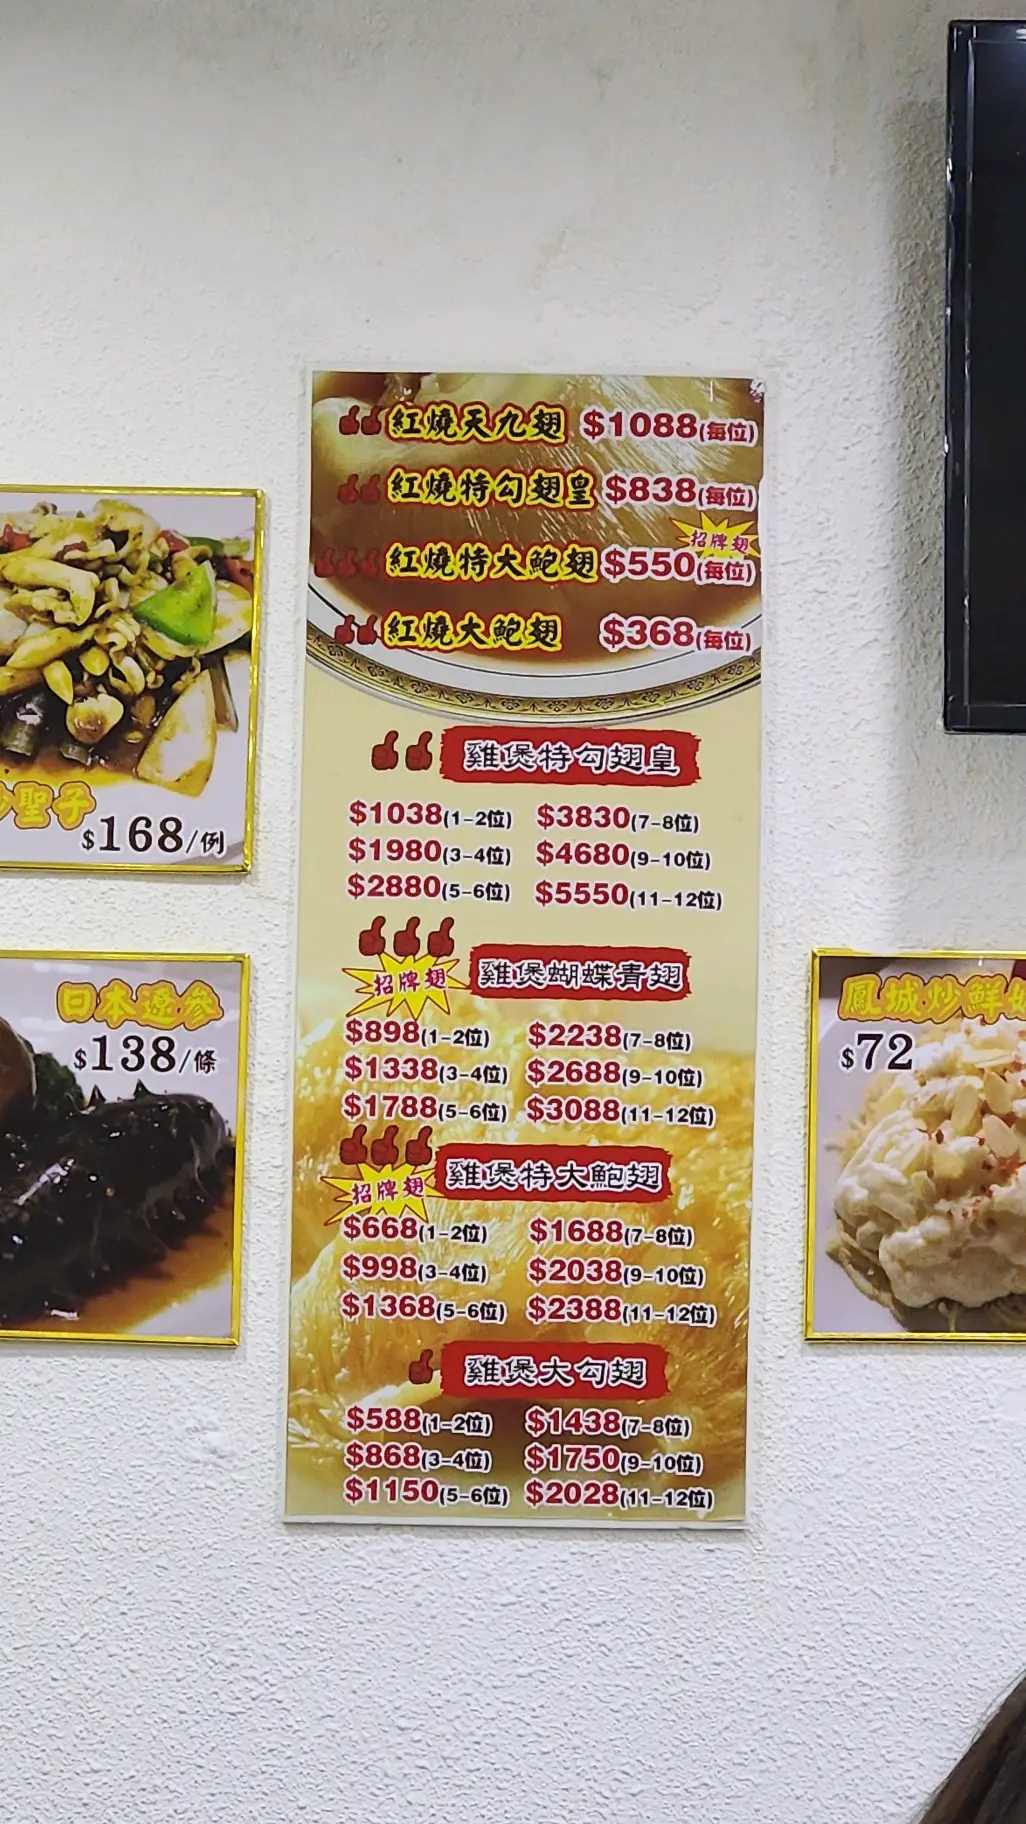 紅燒天九翅 $1088(每位)
紅燒特勾翅皇 $838(每位)
招牌翅
紅燒特大鮑翅 $550(每位)
紅燒大鮑翅 $368(每位)
雞煲特勾翅皇
$1038(1-2位) $3830(7-8位)
$1980(3-4位) $4680(9-10位)
$2880(5-6位) $5550(11-12位)
招牌翅 雞煲蝴蝶青翅
$898(1-2位) $2238(7-8位)
$1338(3-4位) $2688(9-10位)
$1788(5-6位) $3088(11-12位)
招牌翅 雞煲特大鮑翅
$668(1-2位) $1688(7-8位)
$998(3-4位) $2038(9-10位)
$1368(5-6位) $2388(11-12位)
雞煲大勾翅
$588(1-2位) $1438(7-8位)
$868(3-4位) $1750(9-10位)
$1150(5-6位) $2028(11-12位)
聖子
$168/例
日本遼參
$138/條
鳳城炒鮮
$72